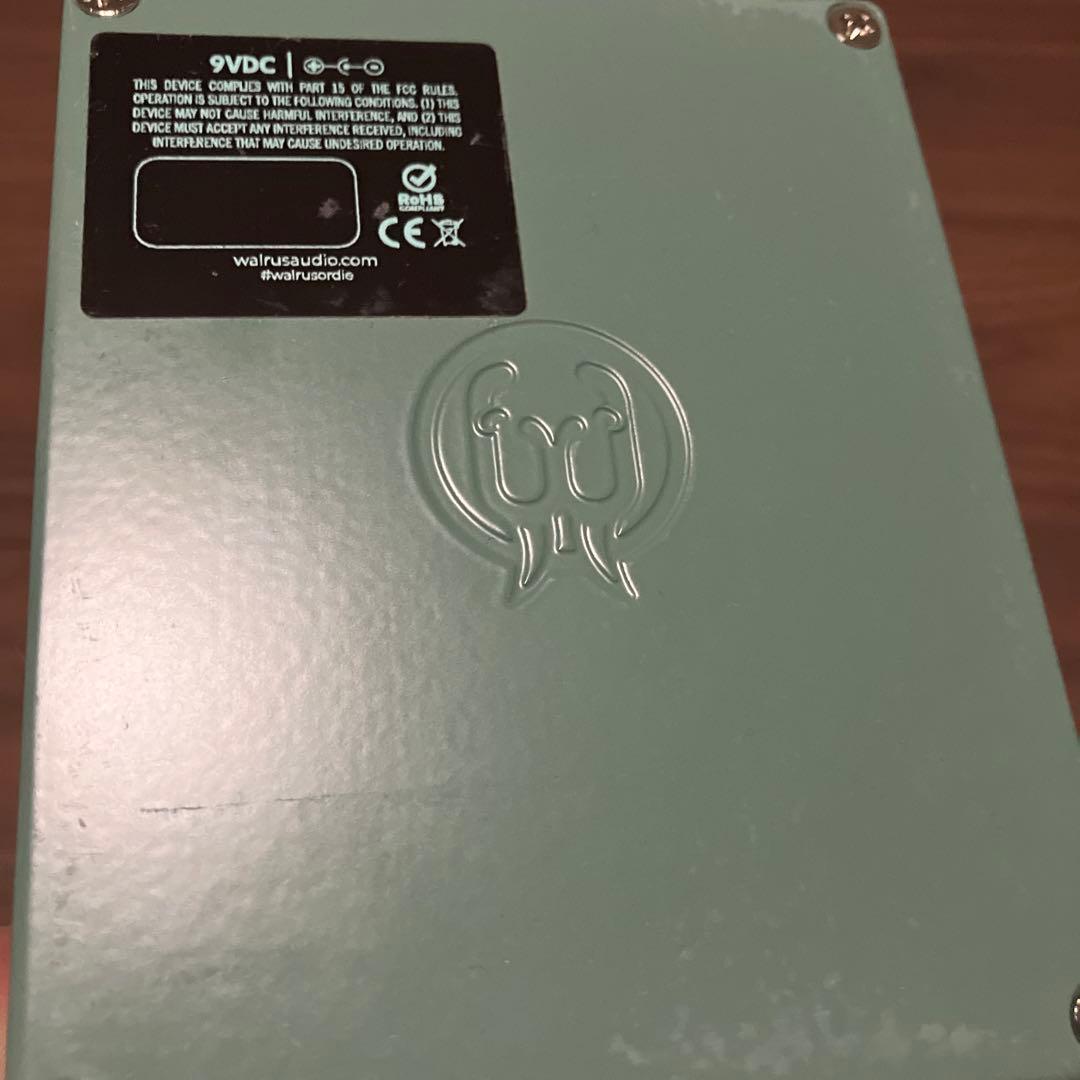 9VDC
THIS DEVICE COMPLIES WITH PART 15 OF THE FCC RULES.
OPERATION IS SUBJECT TO THE FOLLOWING CONDITIONS. (1) THIS
DEVICE MAY NOT CAUSE HARMFUL INTERFERENCE, AND (2) THIS
DEVICE MUST ACCEPT ANY INTERFERENCE RECEIVED, INCLUDING
INTERFERENCE THAT MAY CAUSE UNDESIRED OPERATION.
RoHS
COMPLIANT
CE
walrusaudio.com
#walrusordie